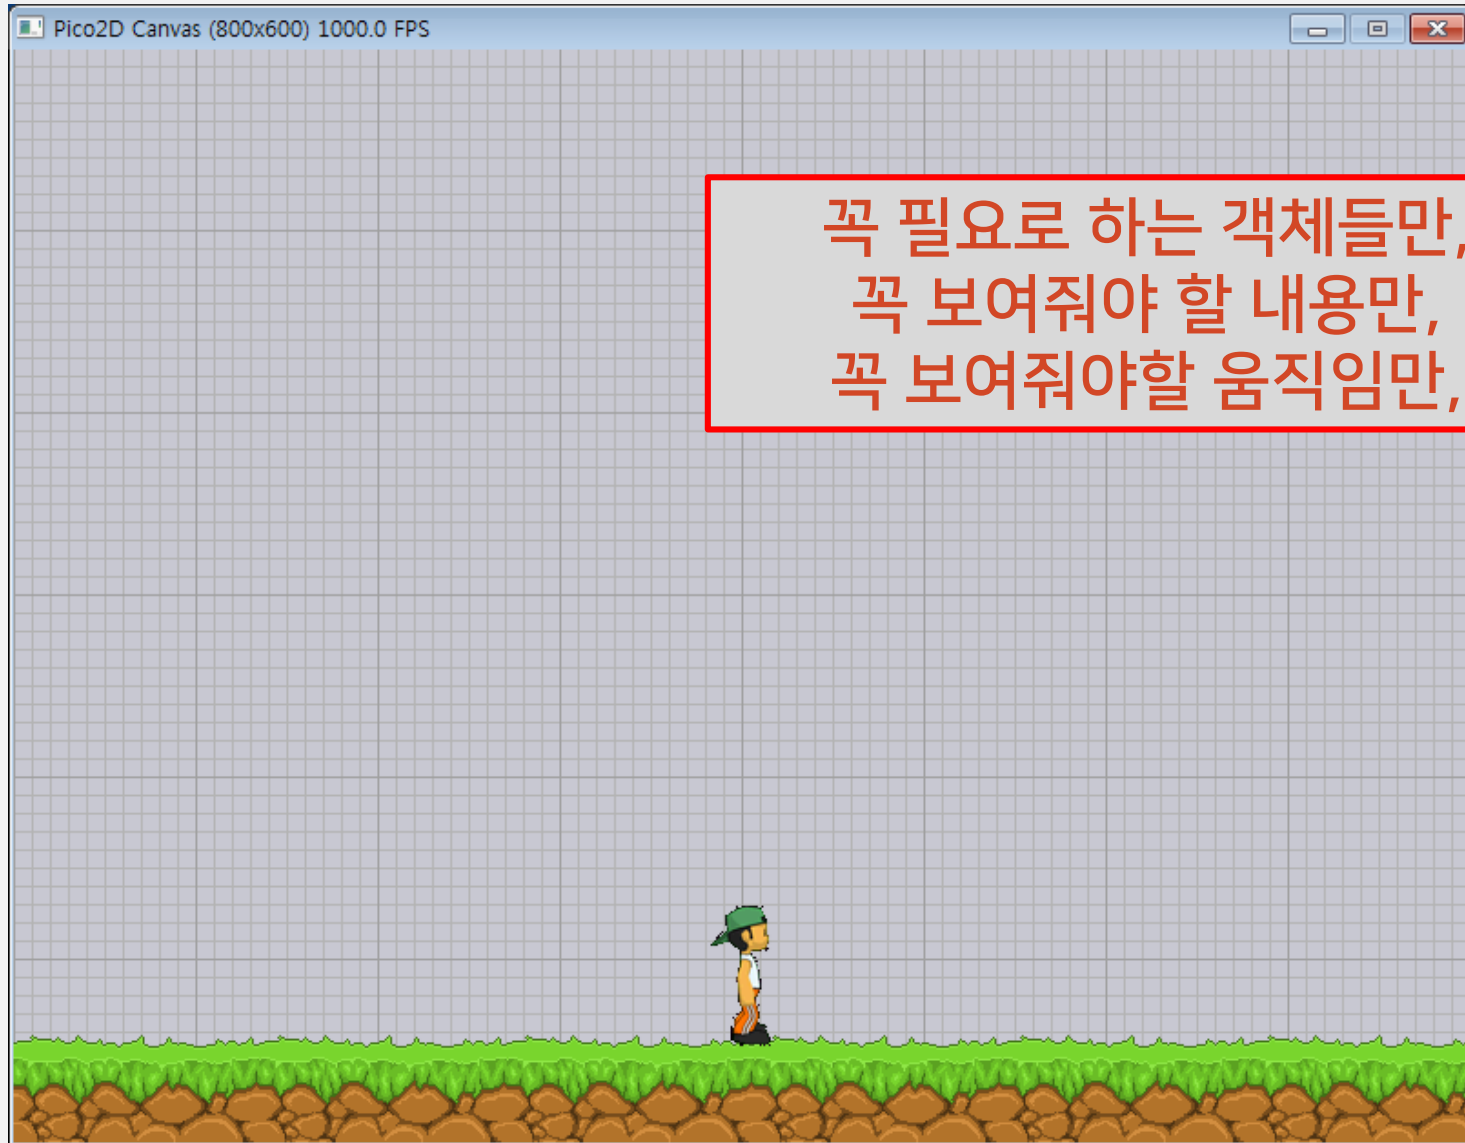 Pico2D Canvas (800x600) 1000.0 FPS
꼭 필요로 하는 객체들만,
꼭 보여줘야 할 내용만,
꼭 보여줘야할 움직임만,